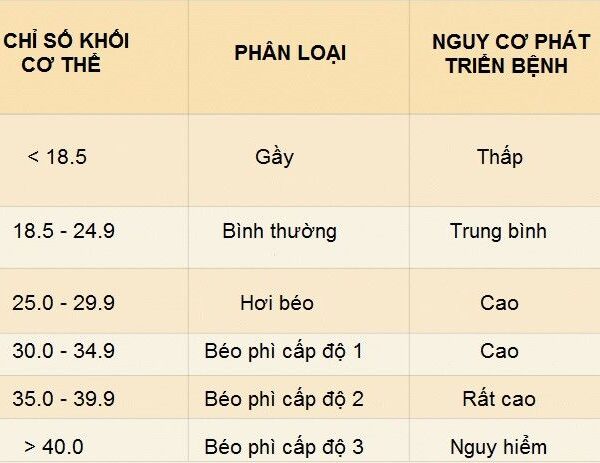 CHỈ SỐ KHỐI
CƠ THỂ
PHÂN LOẠI
NGUY CƠ PHÁT
TRIỂN BỆNH
< 18.5 Gầy Thấp
18.5 - 24.9 Bình thường Trung bình
25.0 - 29.9 Hơi béo Cao
30.0 - 34.9 Béo phì cấp độ 1 Cao
35.0 - 39.9 Béo phì cấp độ 2 Rất cao
> 40.0 Béo phì cấp độ 3 Nguy hiểm